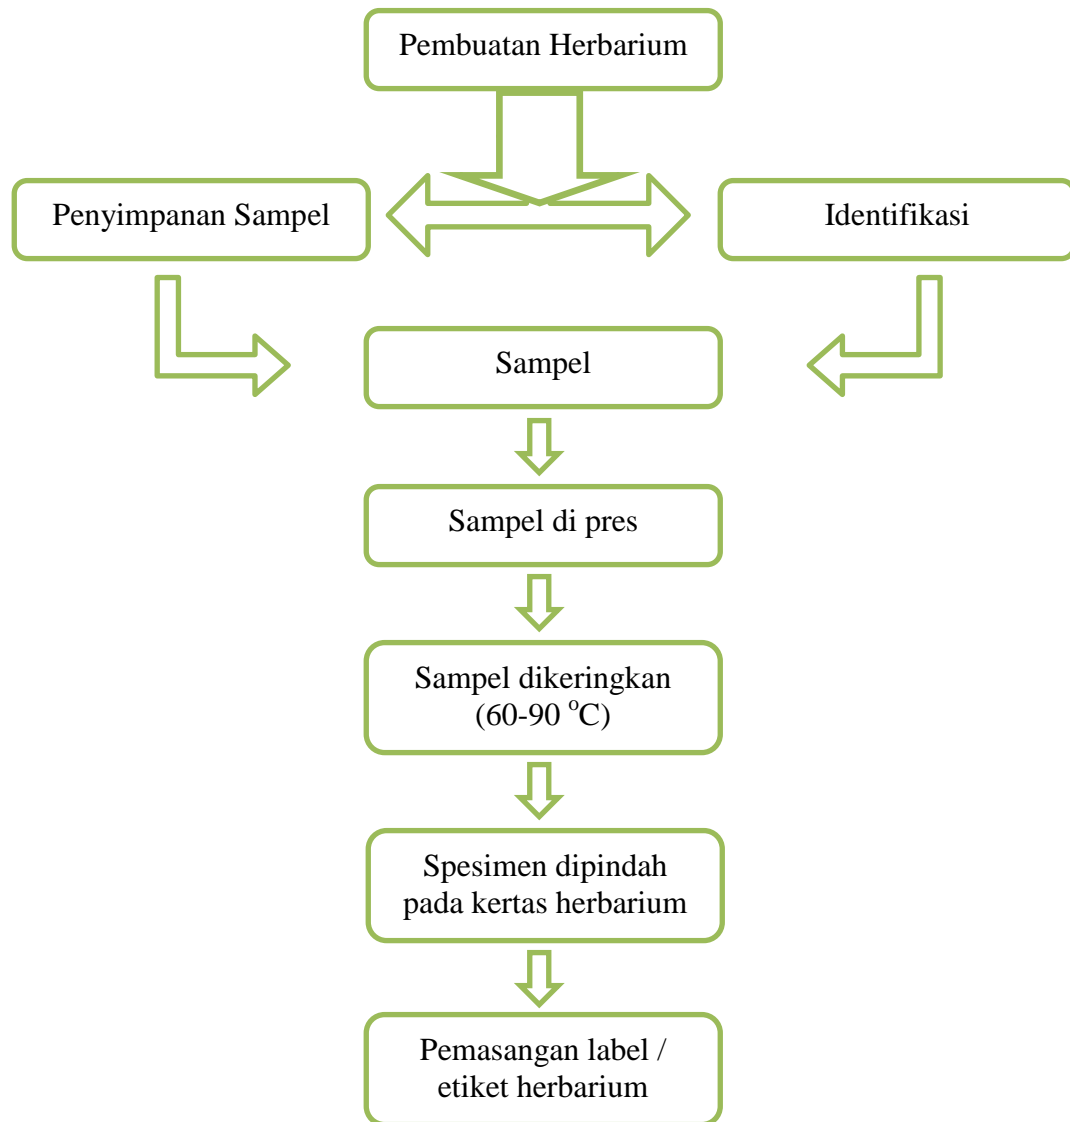 Pembuatan Herbarium
Penyimpanan Sampel
Identifikasi
Sampel
Sampel di pres
Sampel dikeringkan
(60-90 °C)
Spesimen dipindah
pada kertas herbarium
Pemasangan label /
etiket herbarium